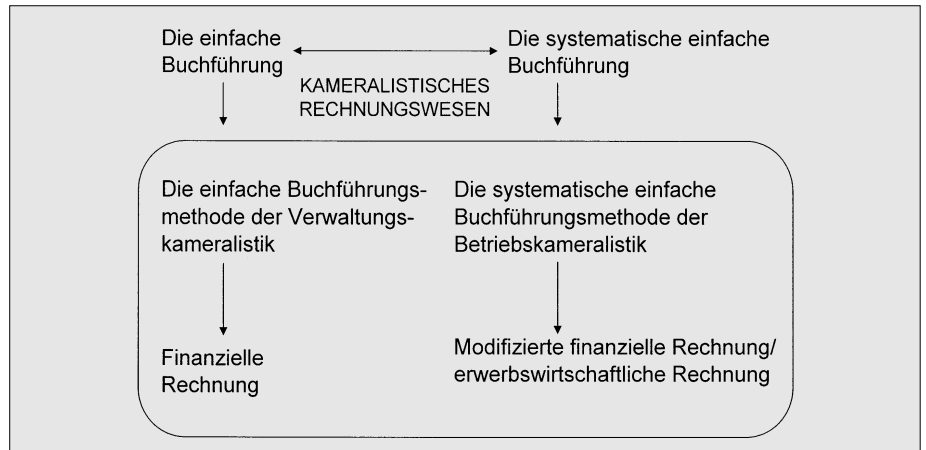 Die einfache
Buchführung
Die systematische einfache
Buchführung
KAMERALISTISCHES
RECHNUNGSWESEN
Die einfache Buchführungs-
methode der Verwaltungs-
kameralistik
Die systematische einfache
Buchführungsmethode der
Betriebskameralistik
Finanzielle
Rechnung
Modifizierte finanzielle Rechnung/
erwerbswirtschaftliche Rechnung